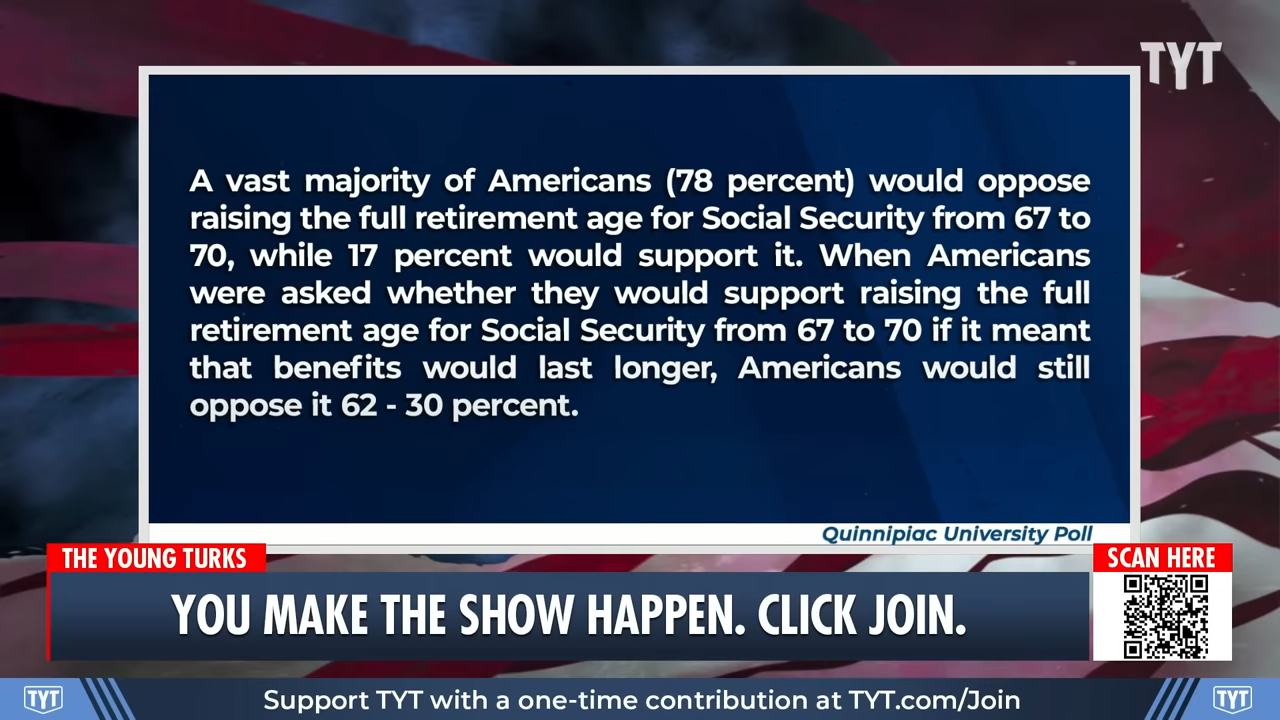 TYT
A vast majority of Americans (78 percent) would oppose
raising the full retirement age for Social Security from 67 to
70, while 17 percent would support it. When Americans
were asked whether they would support raising the full
retirement age for Social Security from 67 to 70 if it meant
that benefits would last longer, Americans would still
oppose it 62 - 30 percent.
Quinnipiac University Poll
THE YOUNG TURKS
SCAN HERE
YOU MAKE THE SHOW HAPPEN. CLICK JOIN.
TYT
Support TYT with a one-time contribution at TYT.com/Join
TYT